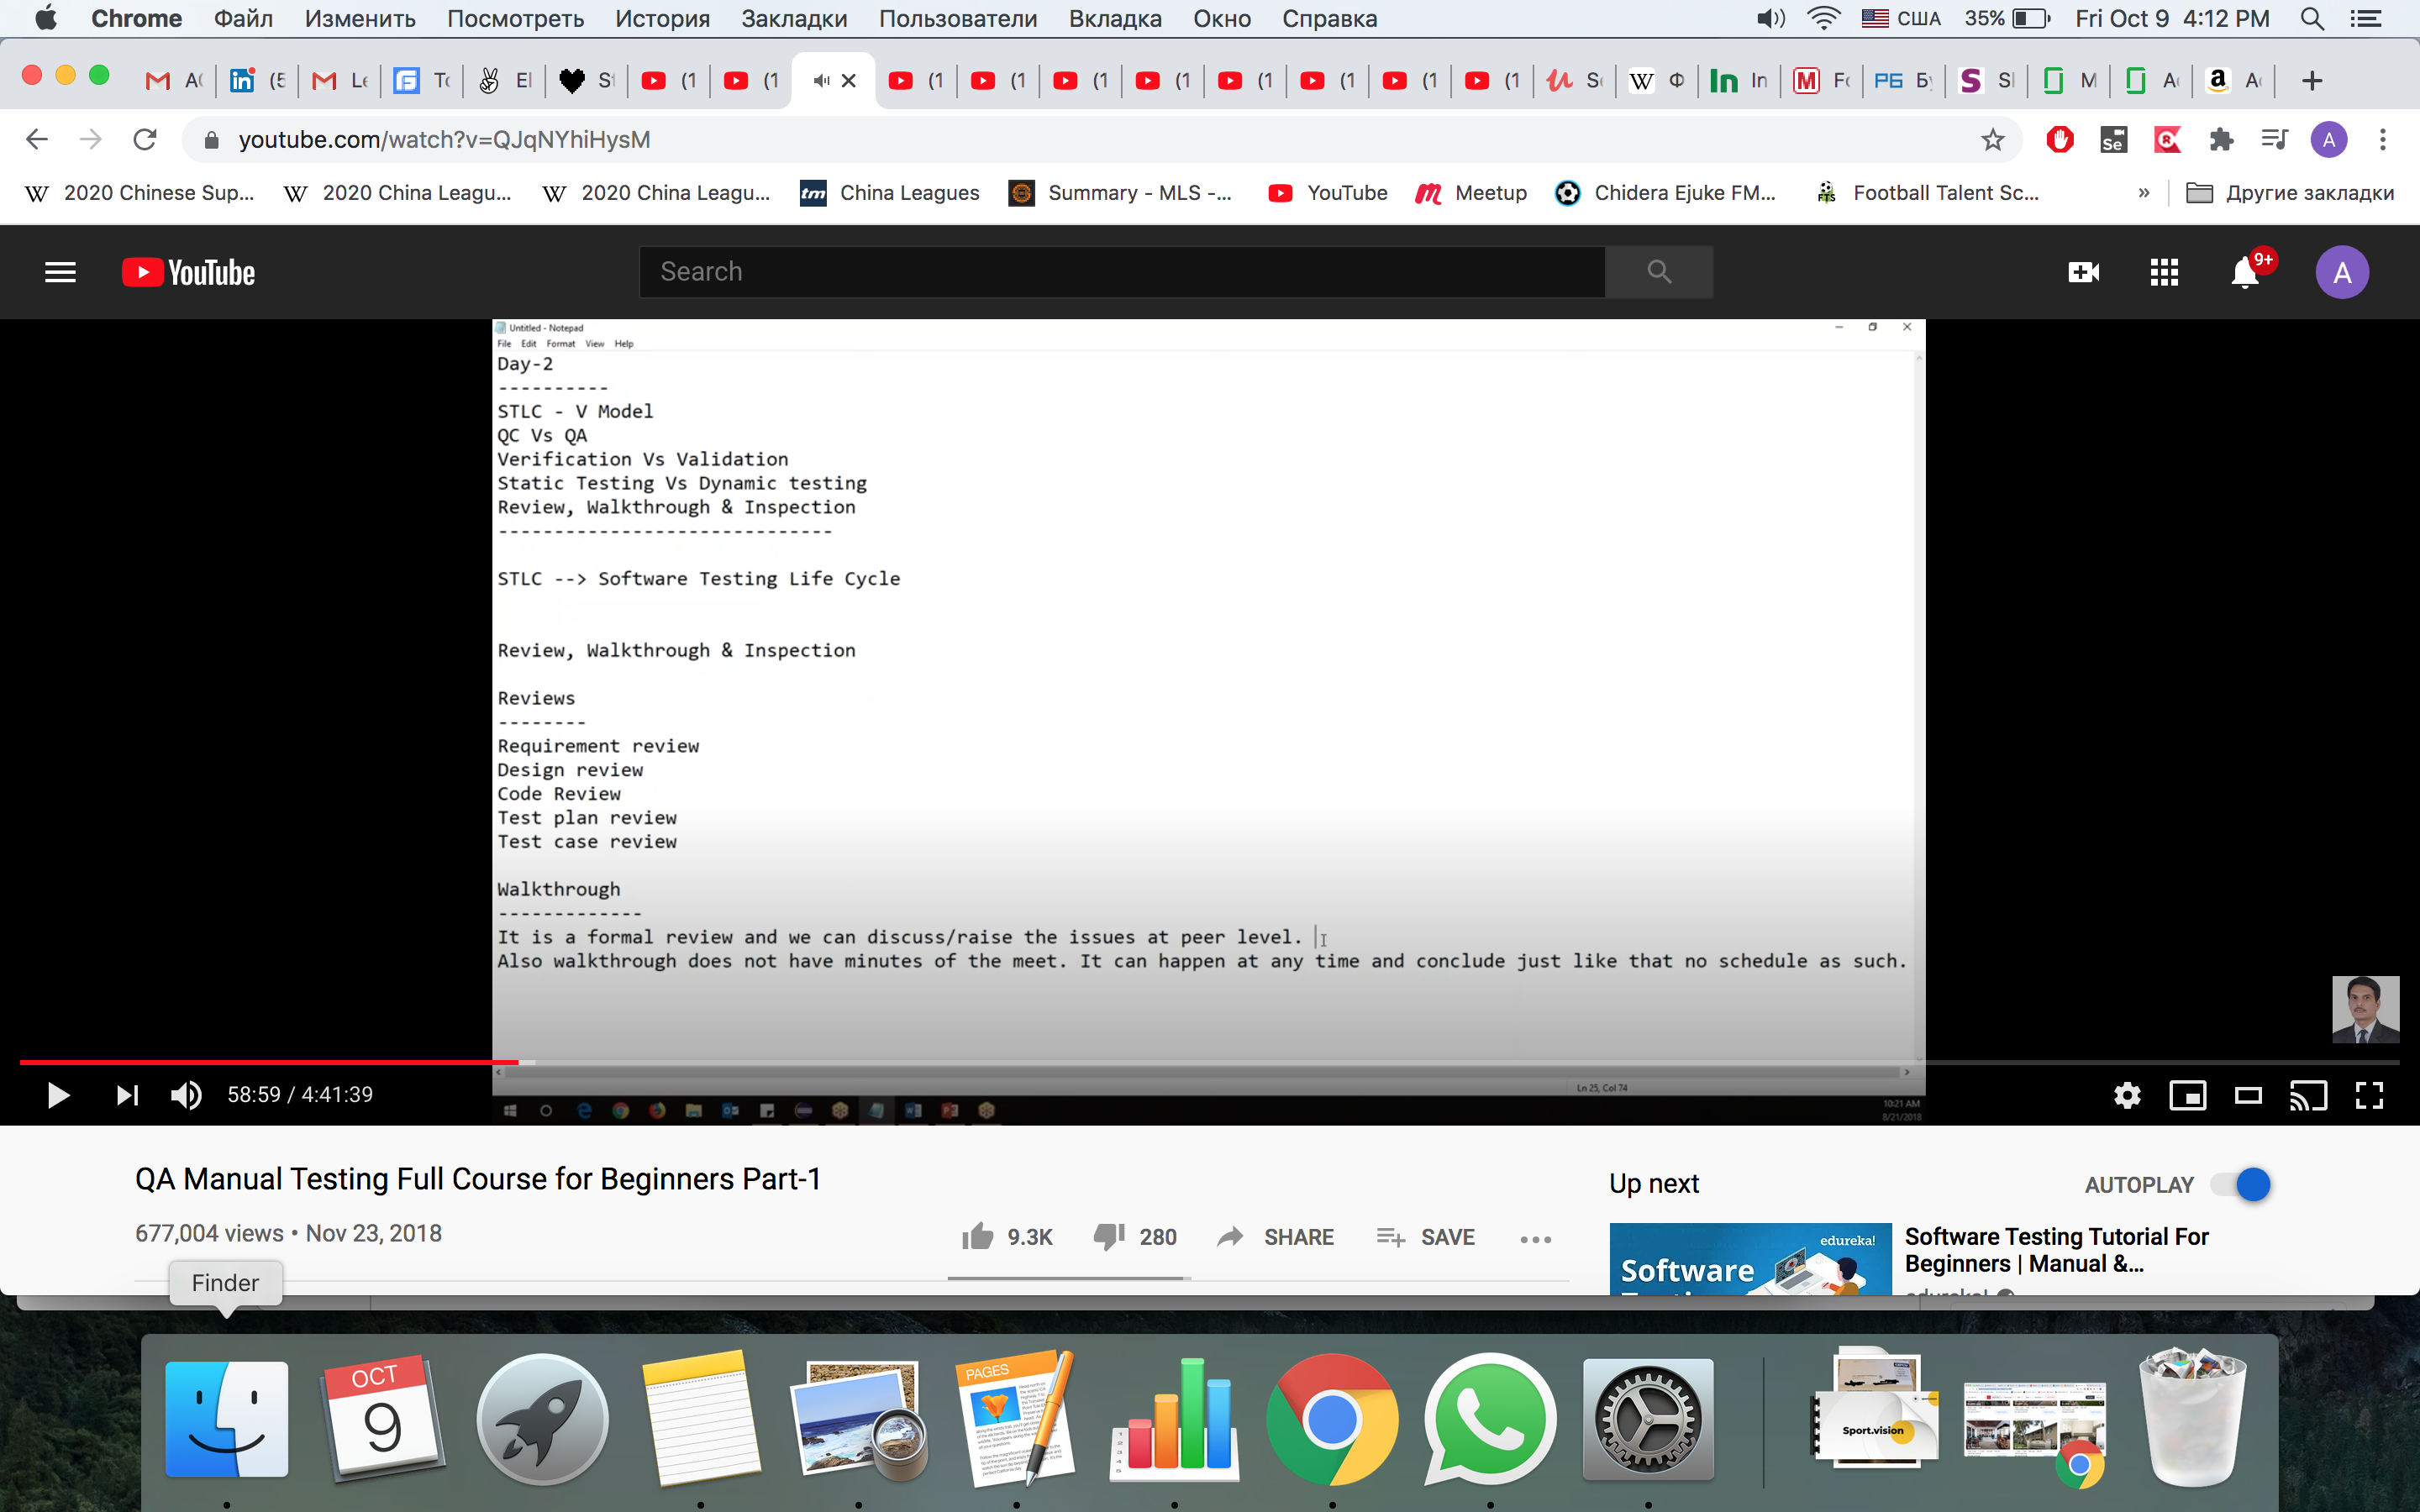 Chrome Файл Изменить Посмотреть История Закладки Пользователи Вкладка Окно Справка США 35% Fri Oct 9 4:12 PM
youtube.com/watch?v=QJqNYhiHysM
2020 Chinese Sup... 2020 China Leagu... 2020 China Leagu... China Leagues Summary - MLS -... YouTube Meetup Chidera Ejuke FM... Football Talent Sc... » Другие закладки
YouTube Search 9+ A
Untitled - Notepad
File Edit Format View Help
Day-2
----------
STLC - V Model
QC Vs QA
Verification Vs Validation
Static Testing Vs Dynamic testing
Review, Walkthrough & Inspection
------------------------------
STLC --> Software Testing Life Cycle
Review, Walkthrough & Inspection
Reviews
--------
Requirement review
Design review
Code Review
Test plan review
Test case review
Walkthrough
-------------
It is a formal review and we can discuss/raise the issues at peer level.
Also walkthrough does not have minutes of the meet. It can happen at any time and conclude just like that no schedule as such.
Ln 25, Col 74
58:59 / 4:41:39
10:21 AM
8/21/2018
QA Manual Testing Full Course for Beginners Part-1
677,004 views • Nov 23, 2018
9.3K 280 SHARE SAVE
Up next AUTOPLAY
edureka!
Software
Software Testing Tutorial For
Beginners | Manual &...
Finder
OCT
9
PAGES
Sport.vision